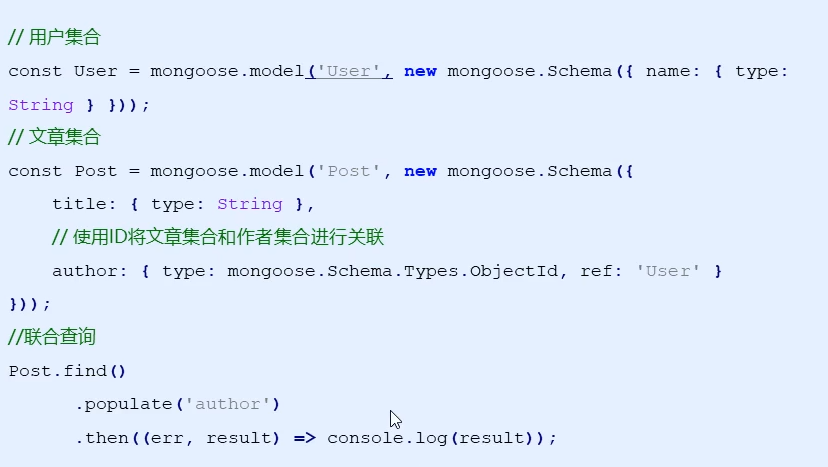 // 用户集合
const User = mongoose.model('User', new mongoose.Schema({ name: { type:
String } }));
// 文章集合
const Post = mongoose.model('Post', new mongoose.Schema({
    title: { type: String },
    // 使用ID将文章集合和作者集合进行关联
    author: { type: mongoose.Schema.Types.ObjectId, ref: 'User' }
}));
//联合查询
Post.find()
      .populate('author')
      .then((err, result) => console.log(result));